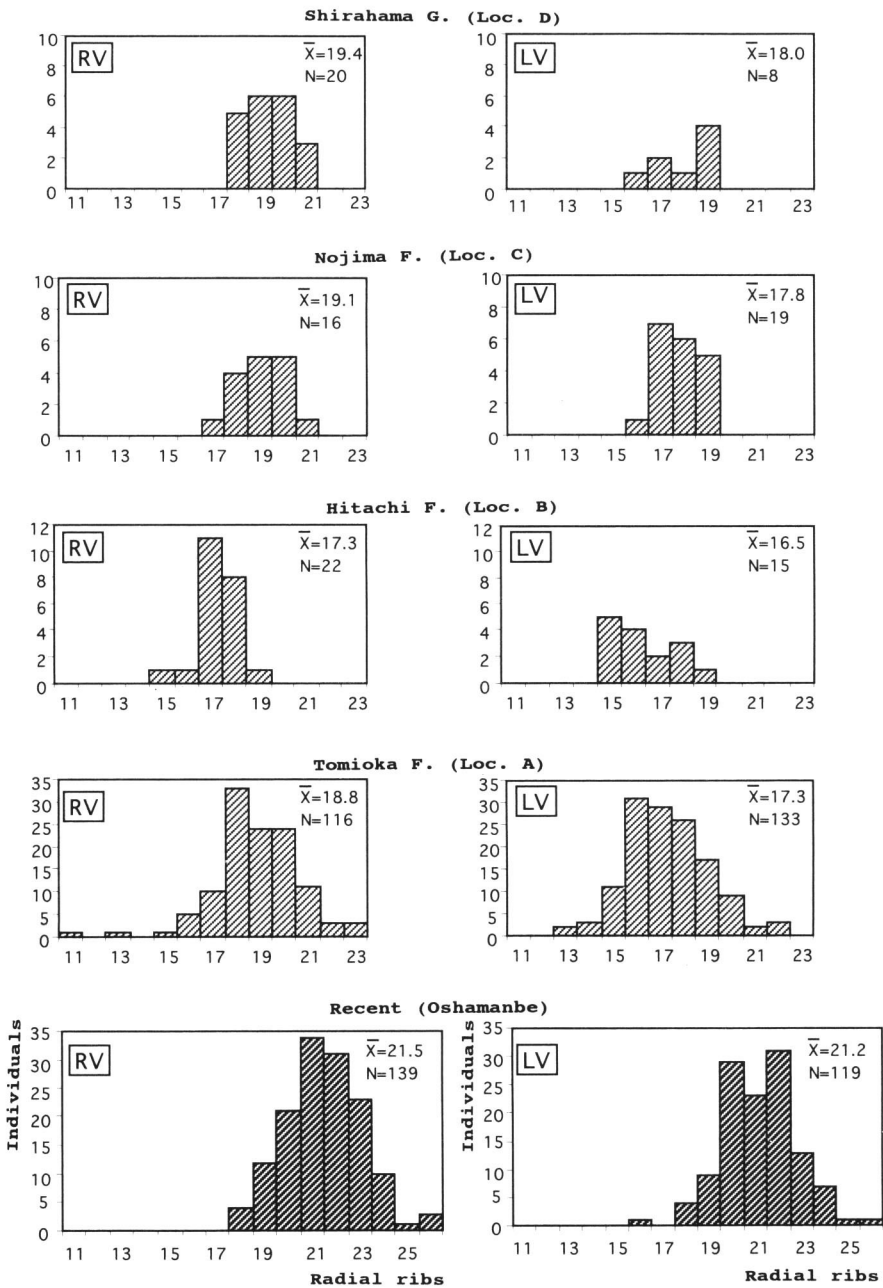 Shirahama G. (Loc. D)
10
8
6
4
2
0
RV
X̅=19.4
N=20
11 13 15 17 19 21 23
10
8
6
4
2
0
LV
X̅=18.0
N=8
11 13 15 17 19 21 23
Nojima F. (Loc. C)
10
8
6
4
2
0
RV
X̅=19.1
N=16
11 13 15 17 19 21 23
10
8
6
4
2
0
LV
X̅=17.8
N=19
11 13 15 17 19 21 23
Hitachi F. (Loc. B)
12
10
8
6
4
2
0
RV
X̅=17.3
N=22
11 13 15 17 19 21 23
12
10
8
6
4
2
0
LV
X̅=16.5
N=15
11 13 15 17 19 21 23
Tomioka F. (Loc. A)
35
30
25
20
15
10
5
0
RV
X̅=18.8
N=116
11 13 15 17 19 21 23
35
30
25
20
15
10
5
0
LV
X̅=17.3
N=133
11 13 15 17 19 21 23
Recent (Oshamanbe)
Individuals
35
30
25
20
15
10
5
0
RV
X̅=21.5
N=139
11 13 15 17 19 21 23 25
Radial ribs
Individuals
35
30
25
20
15
10
5
0
LV
X̅=21.2
N=119
11 13 15 17 19 21 23 25
Radial ribs